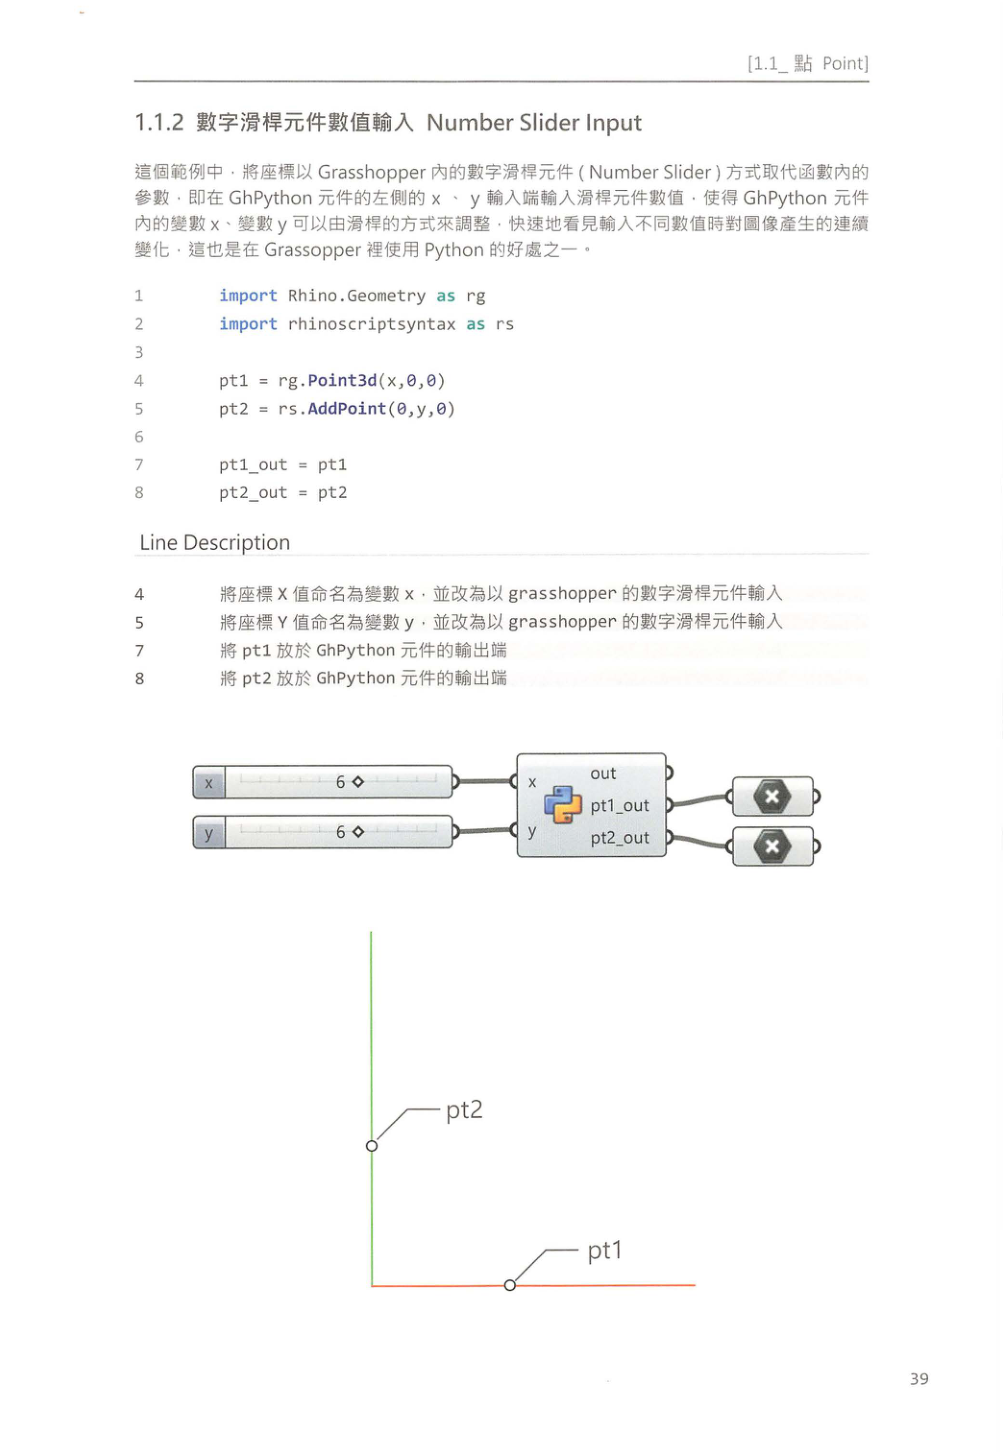 [1.1_ 點 Point]
1.1.2 數字滑桿元件數值輸入 Number Slider Input
這個範例中，將座標以 Grasshopper 內的數字滑桿元件 ( Number Slider ) 方式取代函數內的
參數，即在 GhPython 元件的左側的 x 、 y 輸入端輸入滑桿元件數值，使得 GhPython 元件
內的變數 x、變數 y 可以由滑桿的方式來調整，快速地看見輸入不同數值時對圖像產生的連續
變化，這也是在 Grassopper 裡使用 Python 的好處之一。
1 import Rhino.Geometry as rg
2 import rhinoscriptsyntax as rs
3
4 pt1 = rg.Point3d(x,0,0)
5 pt2 = rs.AddPoint(0,y,0)
6
7 pt1_out = pt1
8 pt2_out = pt2
Line Description
4 將座標 X 值命名為變數 x，並改為以 grasshopper 的數字滑桿元件輸入
5 將座標 Y 值命名為變數 y，並改為以 grasshopper 的數字滑桿元件輸入
7 將 pt1 放於 GhPython 元件的輸出端
8 將 pt2 放於 GhPython 元件的輸出端
x 6
y 6
x
y
out
pt1_out
pt2_out
pt2
pt1
39